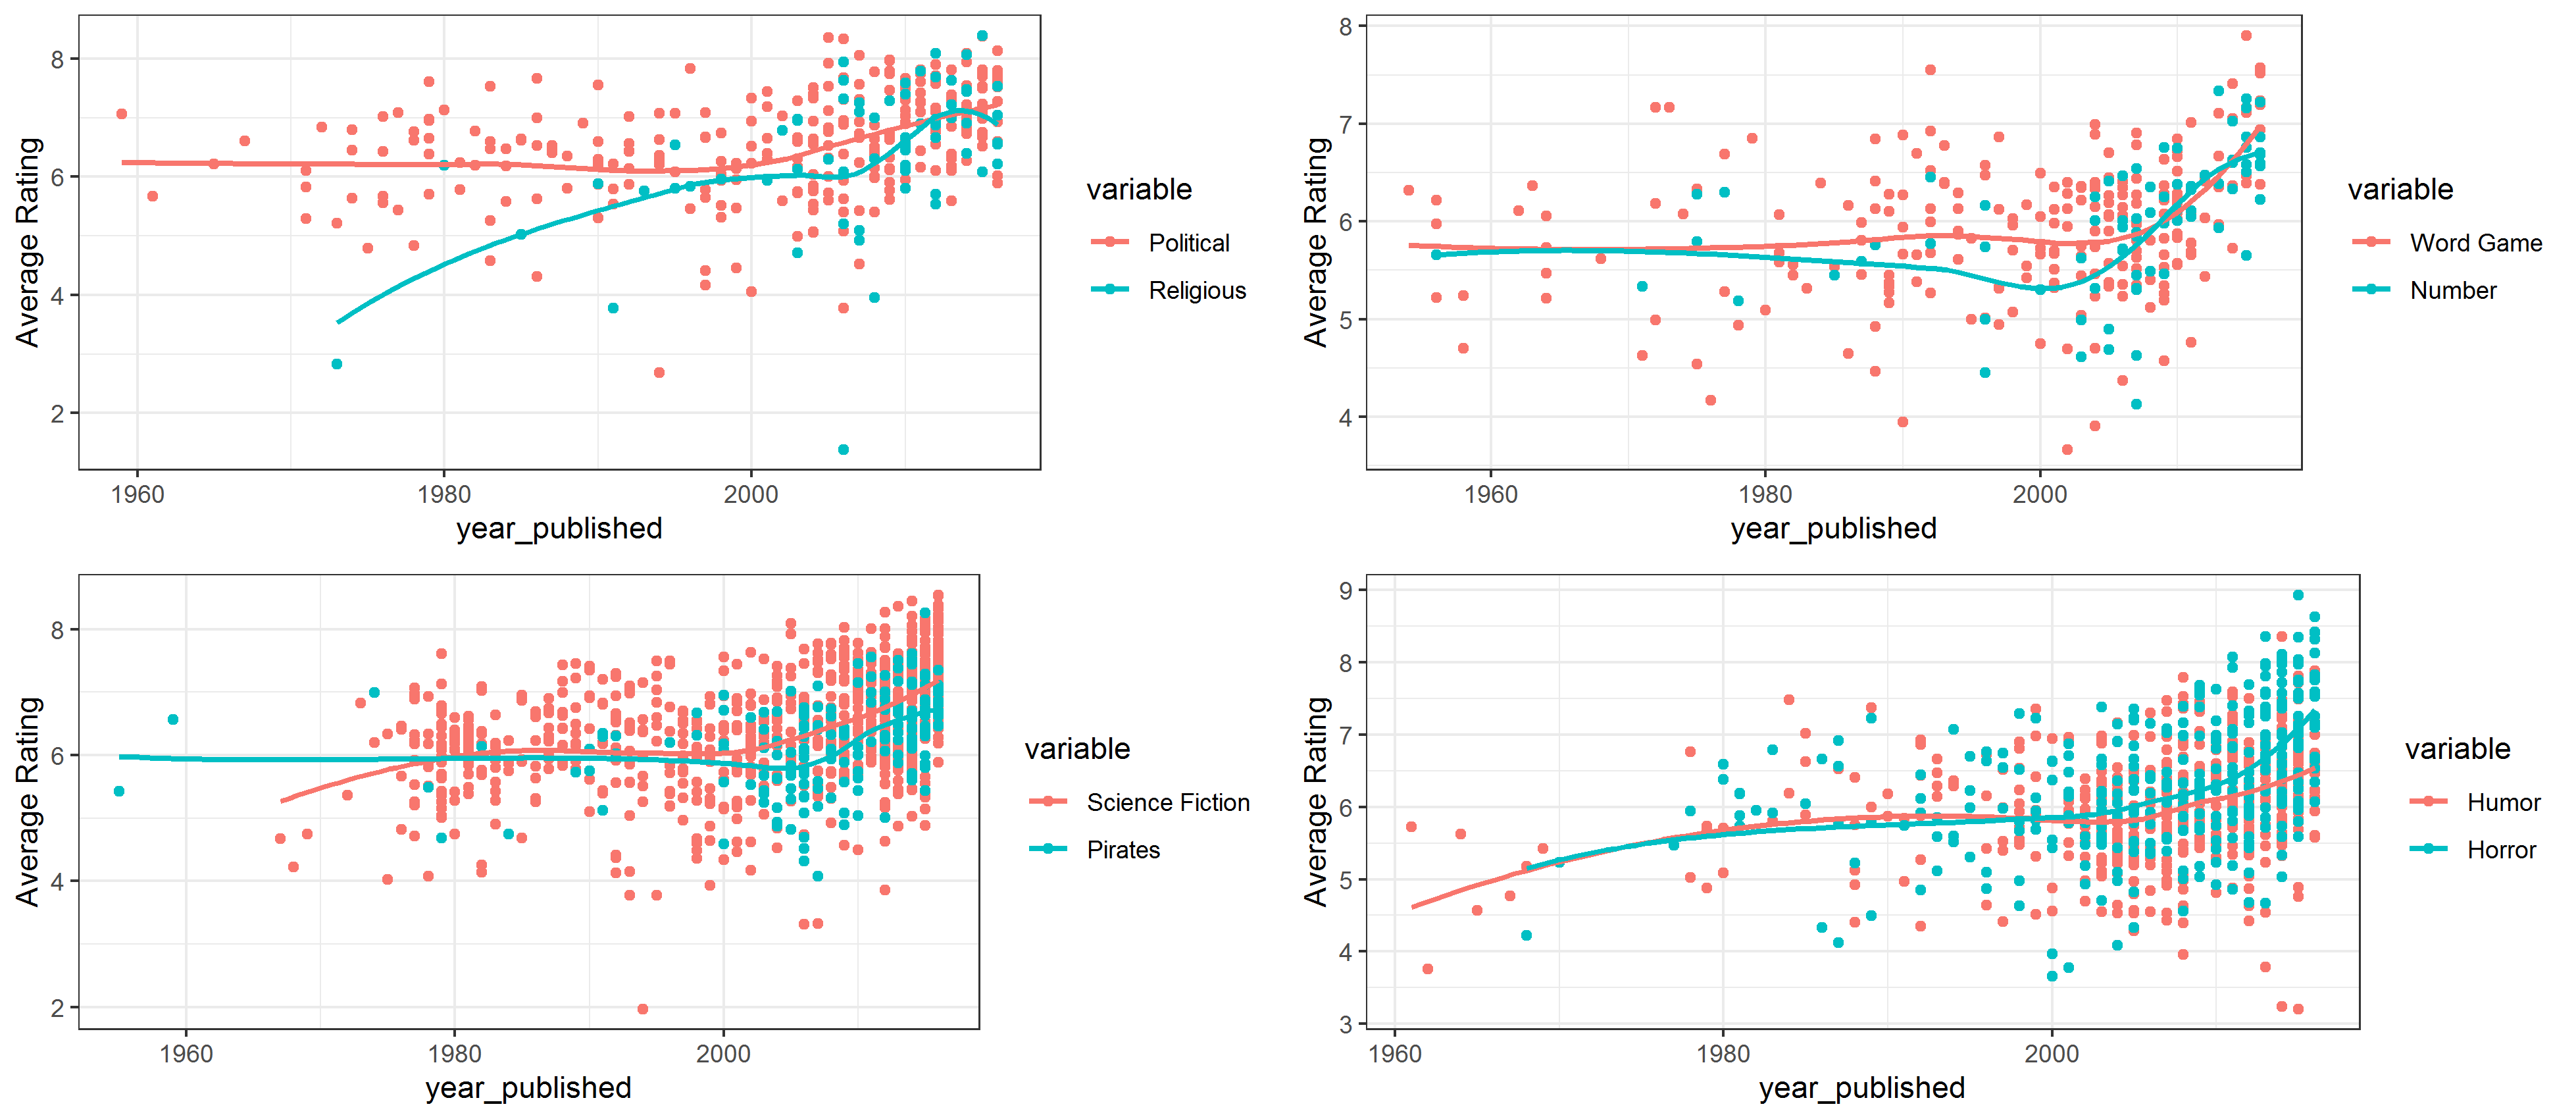 Average Rating
8
6
4
2
1960 1980 2000
year_published
variable
Political
Religious
Average Rating
8
7
6
5
4
1960 1980 2000
year_published
variable
Word Game
Number
Average Rating
8
6
4
2
1960 1980 2000
year_published
variable
Science Fiction
Pirates
Average Rating
9
8
7
6
5
4
3
1960 1980 2000
year_published
variable
Humor
Horror